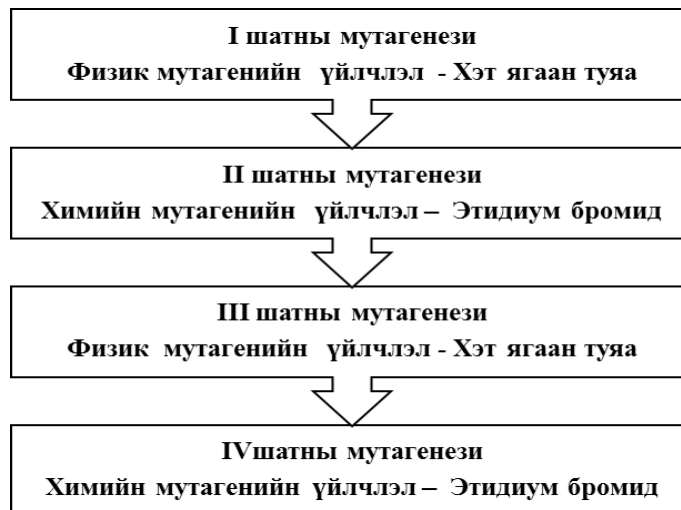 I шатны мутагенези
Физик мутагенийн үйлчлэл - Хэт ягаан туяа
II шатны мутагенези
Химийн мутагенийн үйлчлэл – Этидиум бромид
III шатны мутагенези
Физик мутагенийн үйлчлэл - Хэт ягаан туяа
IVшатны мутагенези
Химийн мутагенийн үйлчлэл – Этидиум бромид